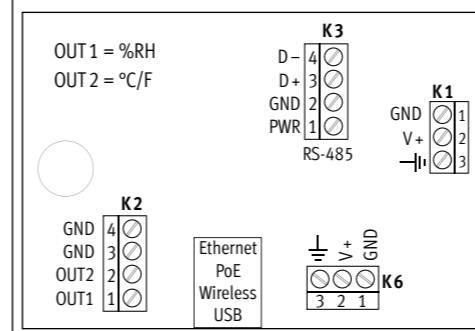 OUT 1 = %RH
OUT 2 = °C/F
K3
D− 4
D+ 3
GND 2
PWR 1
RS-485
K1
GND 1
V+ 2
3
K2
GND 4
GND 3
OUT2 2
OUT1 1
Ethernet
PoE
Wireless
USB
V+ GND
K6
3 2 1